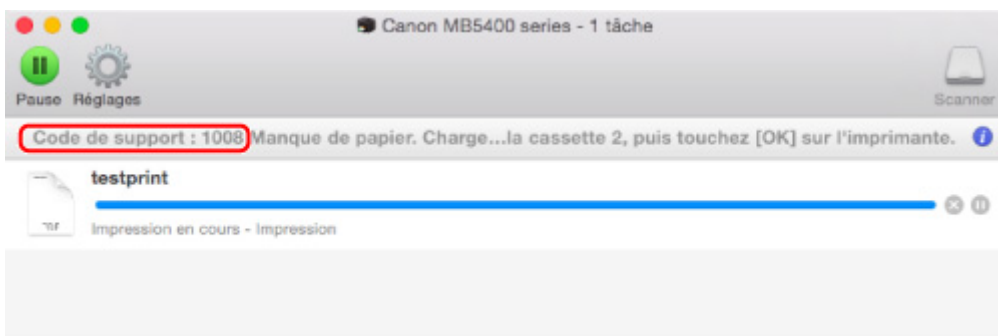 Canon MB5400 series - 1 tâche
Pause Réglages
Scanner
Code de support : 1008 Manque de papier. Charge...la cassette 2, puis touchez [OK] sur l'imprimante.
testprint
Impression en cours - Impression